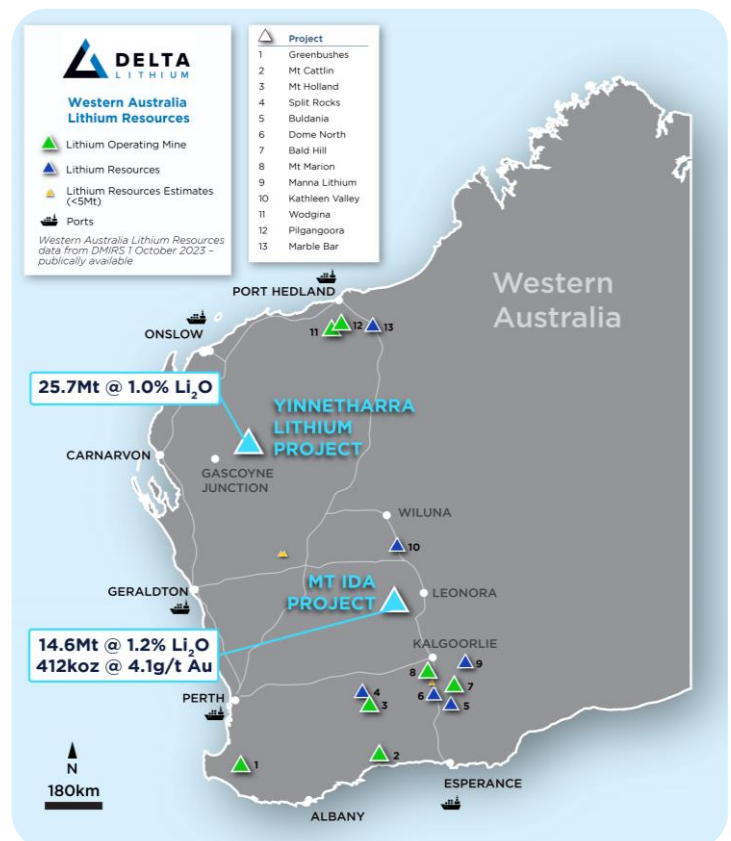 DELTA
LITHIUM
Western Australia
Lithium Resources
Lithium Operating Mine
Lithium Resources
Lithium Resources Estimates
(<5Mt)
Ports
Western Australia Lithium Resources
data from DMIRS 1 October 2023 –
publically available
Project
1 Greenbushes
2 Mt Cattlin
3 Mt Holland
4 Split Rocks
5 Buldania
6 Dome North
7 Bald Hill
8 Mt Marion
9 Manna Lithium
10 Kathleen Valley
11 Wodgina
12 Pilgangoora
13 Marble Bar
Western
Australia
PORT HEDLAND
11
12
13
ONSLOW
25.7Mt @ 1.0% Li₂O
YINNETHARRA
LITHIUM
PROJECT
CARNARVON
GASCOYNE
JUNCTION
WILUNA
10
GERALDTON
MT IDA
PROJECT
LEONORA
14.6Mt @ 1.2% Li₂O
412koz @ 4.1g/t Au
KALGOORLIE
9
8
7
PERTH
4
6
3
5
1
2
N
180km
ESPERANCE
ALBANY